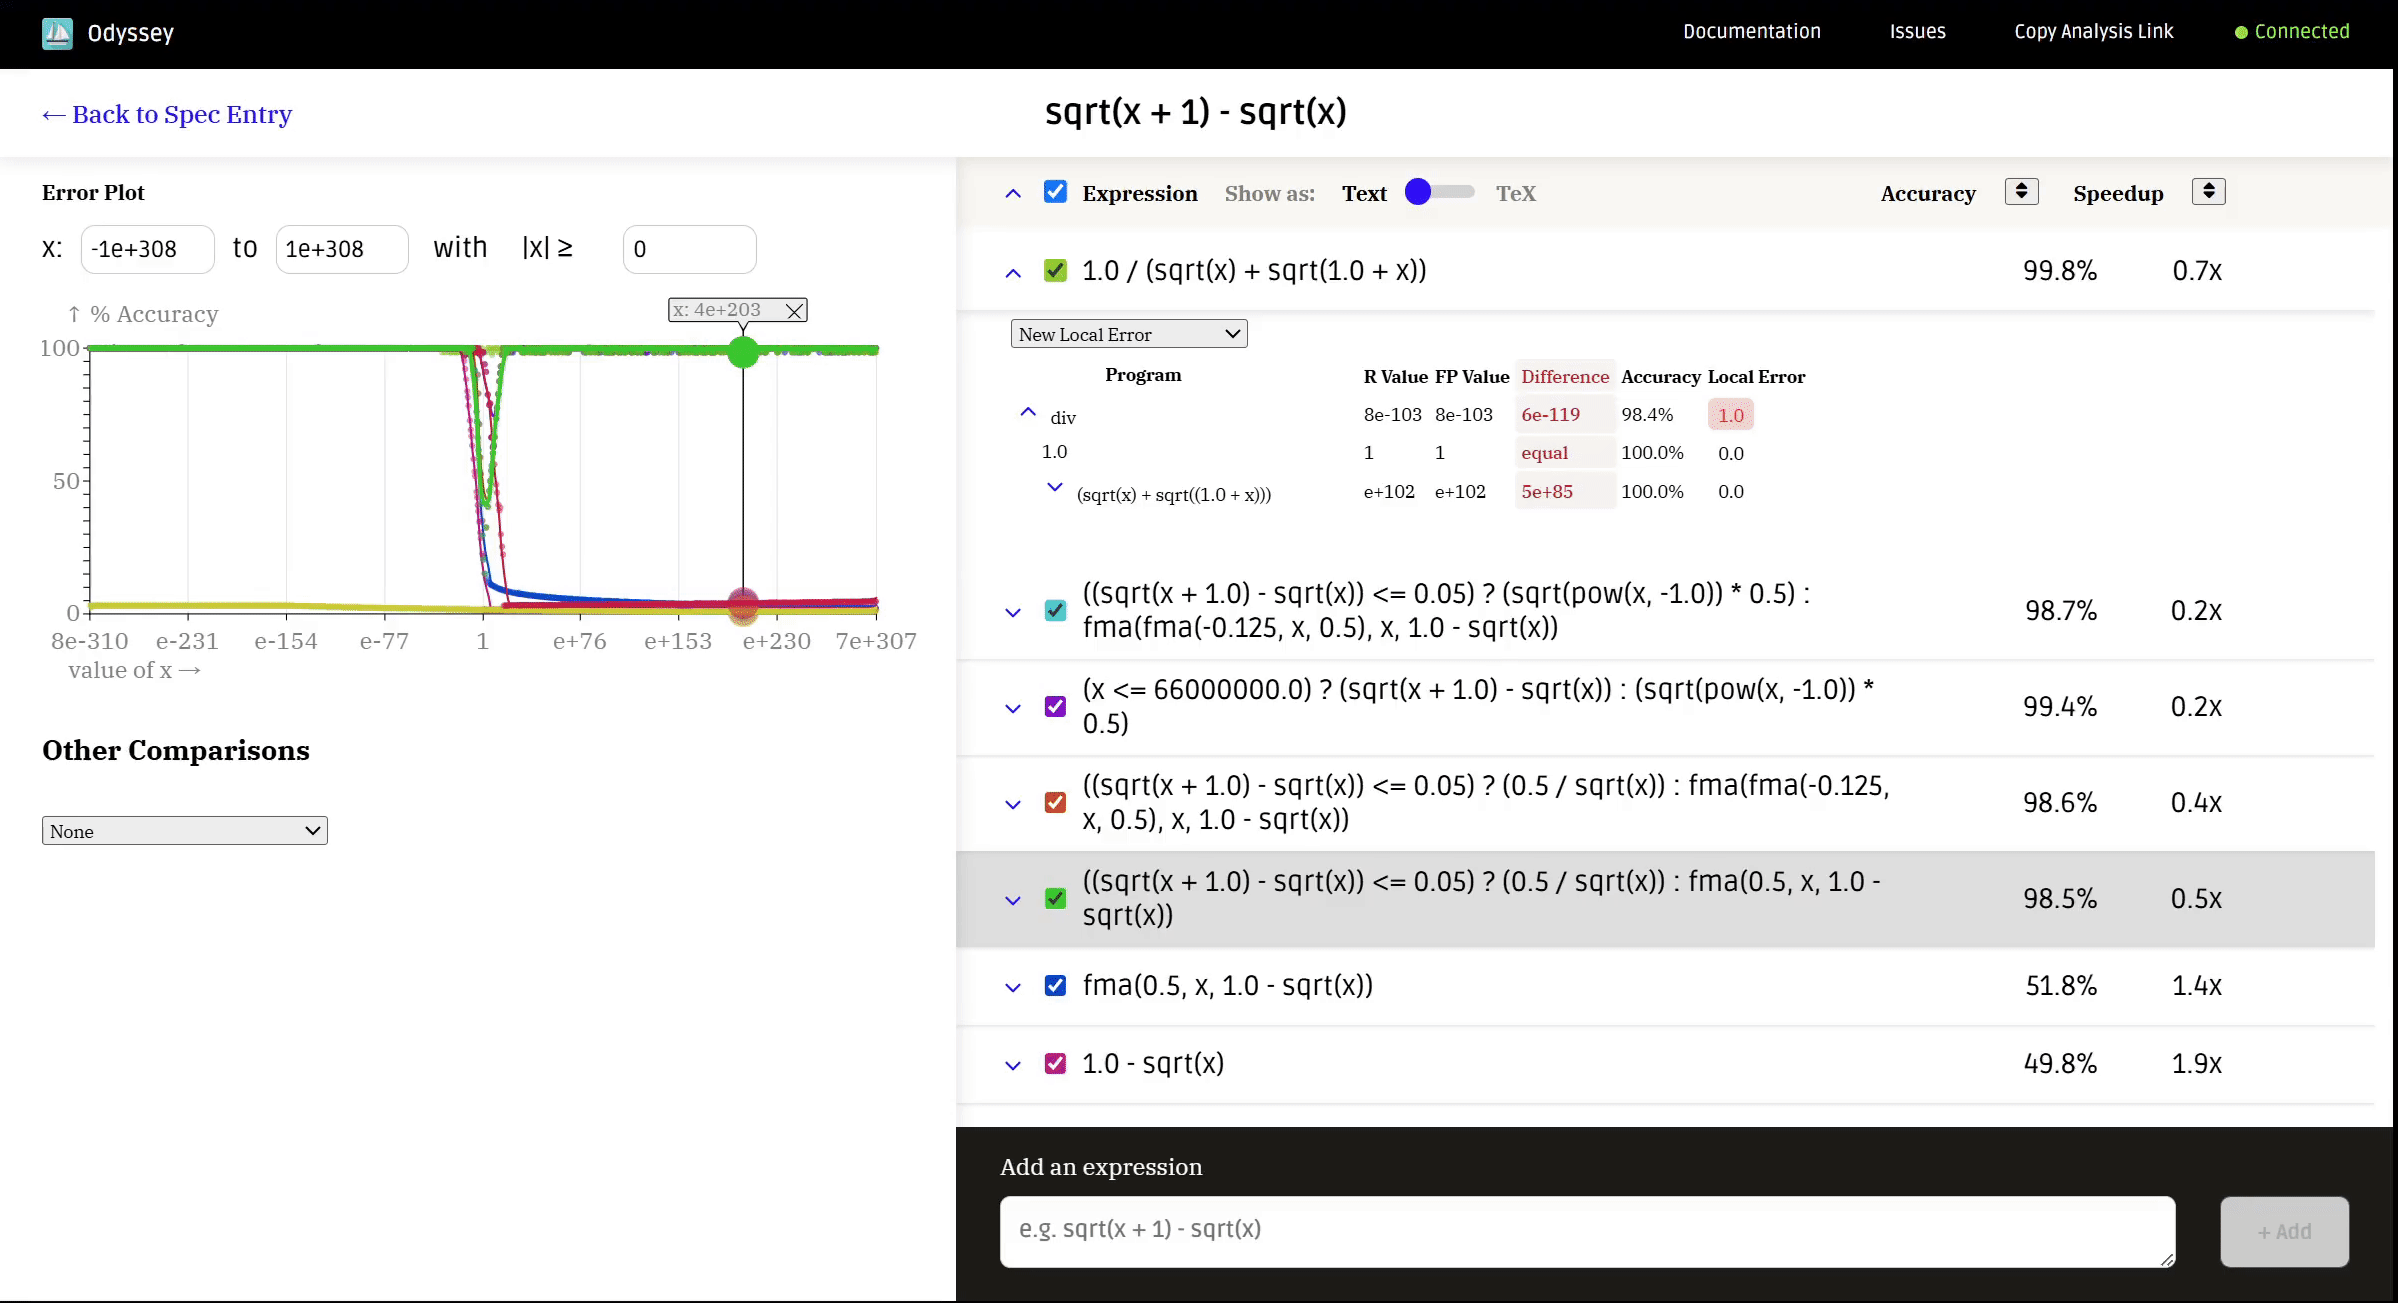 Odyssey
Documentation
Issues
Copy Analysis Link
Connected
← Back to Spec Entry
sqrt(x + 1) - sqrt(x)
Error Plot
x: -1e+308 to 1e+308 with |x| ≥ 0
↑ % Accuracy
x: 4e+203
100
50
0
8e-310 e-231 e-154 e-77 1 e+76 e+153 e+230 7e+307
value of x →
Other Comparisons
None
Expression Show as: Text TeX Accuracy Speedup
1.0 / (sqrt(x) + sqrt(1.0 + x)) 99.8% 0.7x
New Local Error
Program R Value FP Value Difference Accuracy Local Error
div 8e-103 8e-103 6e-119 98.4% 1.0
1.0 1 1 equal 100.0% 0.0
(sqrt(x) + sqrt((1.0 + x))) e+102 e+102 5e+85 100.0% 0.0
((sqrt(x + 1.0) - sqrt(x)) <= 0.05) ? (sqrt(pow(x, -1.0)) * 0.5) :
fma(fma(-0.125, x, 0.5), x, 1.0 - sqrt(x))
98.7% 0.2x
(x <= 66000000.0) ? (sqrt(x + 1.0) - sqrt(x)) : (sqrt(pow(x, -1.0)) *
0.5)
99.4% 0.2x
((sqrt(x + 1.0) - sqrt(x)) <= 0.05) ? (0.5 / sqrt(x)) : fma(fma(-0.125,
x, 0.5), x, 1.0 - sqrt(x))
98.6% 0.4x
((sqrt(x + 1.0) - sqrt(x)) <= 0.05) ? (0.5 / sqrt(x)) : fma(0.5, x, 1.0 -
sqrt(x))
98.5% 0.5x
fma(0.5, x, 1.0 - sqrt(x)) 51.8% 1.4x
1.0 - sqrt(x) 49.8% 1.9x
Add an expression
e.g. sqrt(x + 1) - sqrt(x)
+ Add